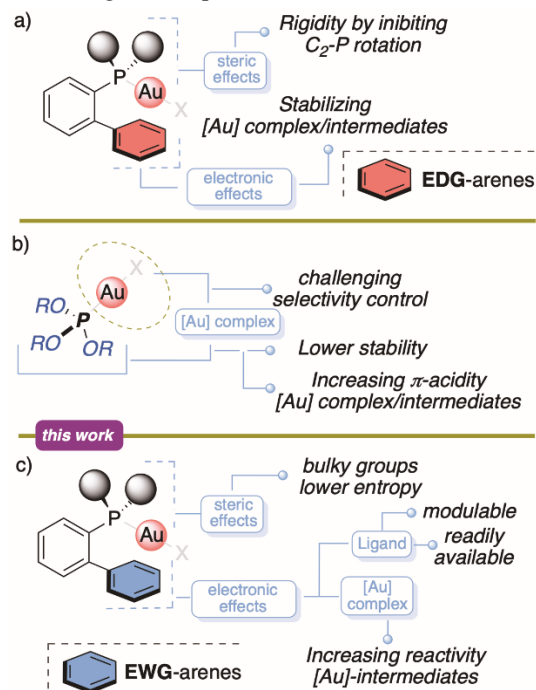 a)
Rigidity by inibiting
C2-P rotation
steric
effects
P
Au
X
Stabilizing
[Au] complex/intermediates
electronic
effects
EDG-arenes
b)
X
Au
RO
P
RO
OR
[Au] complex
challenging
selectivity control
Lower stability
Increasing π-acidity
[Au] complex/intermediates
this work
c)
bulky groups
lower entropy
steric
effects
P
Au
X
modulable
Ligand
readily
available
electronic
effects
[Au]
complex
Increasing reactivity
[Au]-intermediates
EWG-arenes